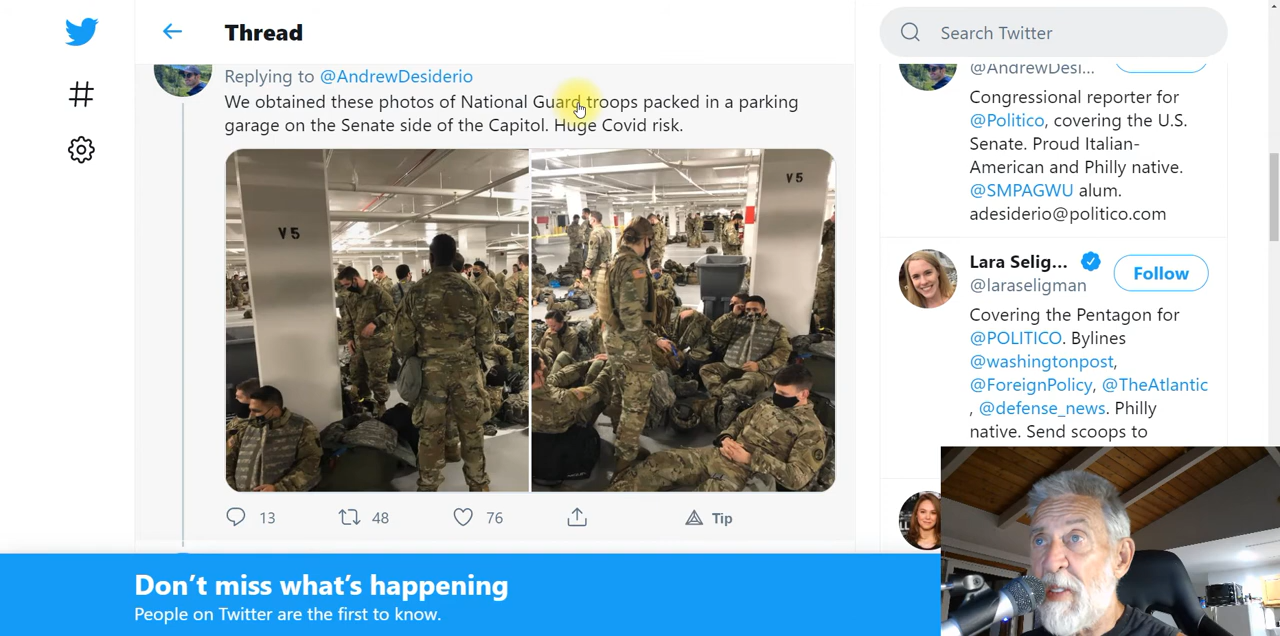 Thread
Search Twitter
Replying to @AndrewDesiderio
We obtained these photos of National Guard troops packed in a parking
garage on the Senate side of the Capitol. Huge Covid risk.
V5
V5
13
48
76
Tip
@AndrewDesi...
Congressional reporter for
@Politico, covering the U.S.
Senate. Proud Italian-
American and Philly native.
@SMPAGWU alum.
adesiderio@politico.com
Lara Selig...
Follow
@laraseligman
Covering the Pentagon for
@POLITICO. Bylines
@washingtonpost,
@ForeignPolicy, @TheAtlantic
, @defense_news. Philly
native. Send scoops to
Don't miss what's happening
People on Twitter are the first to know.